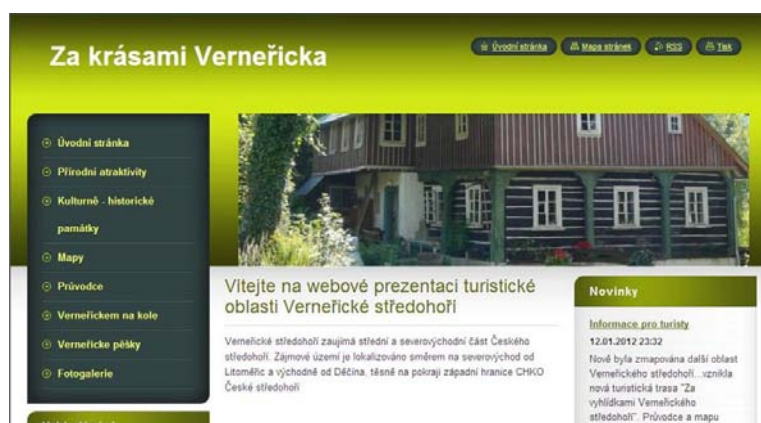 Za krásami Verneřicka
Úvodní stránka
Mapa stránek
RSS
Tisk
Úvodní stránka
Přírodní atraktivity
Kulturně - historické
památky
Mapy
Průvodce
Verneřickem na kole
Verneřicke pěšky
Fotogalerie
Vítejte na webové prezentaci turistické
oblasti Verneřické středohoří
Verneřické středohoří zaujímá střední a severovýchodní část Českého
středohoří. Zájmové území je lokalizováno směrem na severovýchod od
Litoměřic a východně od Děčína, těsně na pokraji západní hranice CHKO
České středohoří
Novinky
Informace pro turisty
12.01.2012 23:32
Nově byla zmapována další oblast
Verneřického středohoří...vznikla
nová turistická trasa "Za
vyhlídkami Verneřického
středohoří". Průvodce a mapu